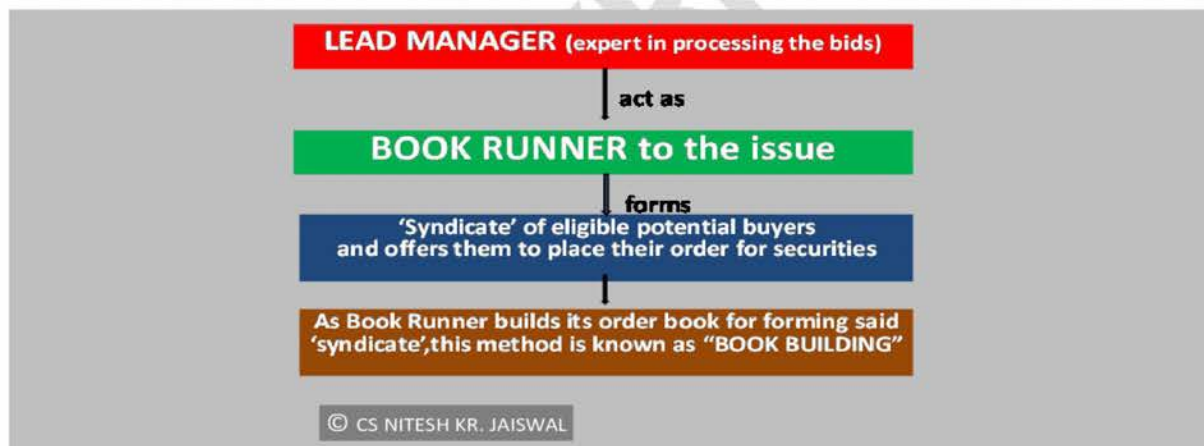 LEAD MANAGER (expert in processing the bids)
act as
BOOK RUNNER to the issue
forms
‘Syndicate’ of eligible potential buyers
and offers them to place their order for securities
As Book Runner builds its order book for forming said
‘syndicate’,this method is known as “BOOK BUILDING”
© CS NITESH KR. JAISWAL